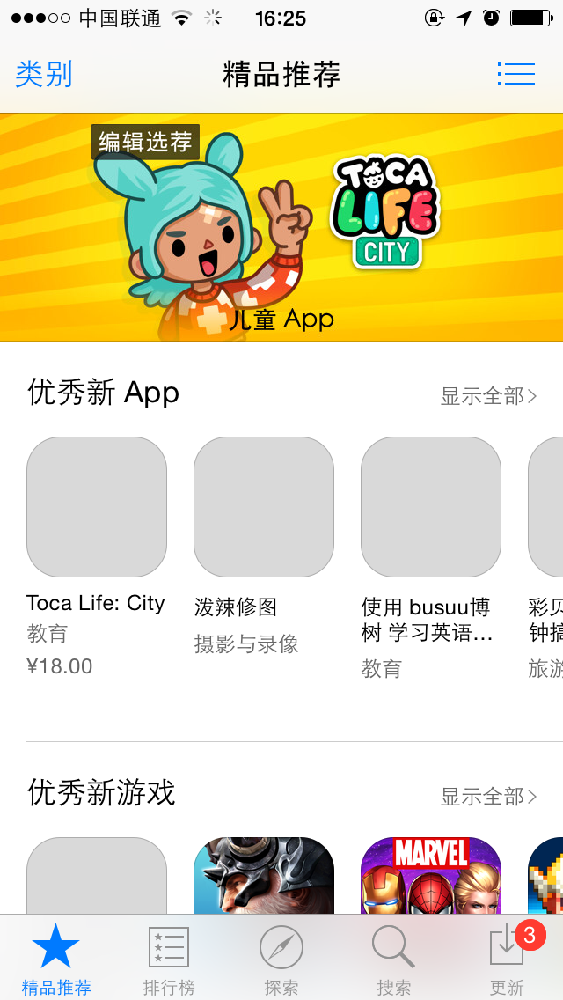 中国联通 16:25
类别 精品推荐
编辑选荐
TOCA
LIFE
CITY
儿童 App
优秀新 App 显示全部
Toca Life: City
教育
¥18.00
泼辣修图
摄影与录像
使用 busuu博
树 学习英语...
教育
彩贝
钟搞
旅游
优秀新游戏 显示全部
MARVEL
精品推荐 排行榜 探索 搜索 更新
3